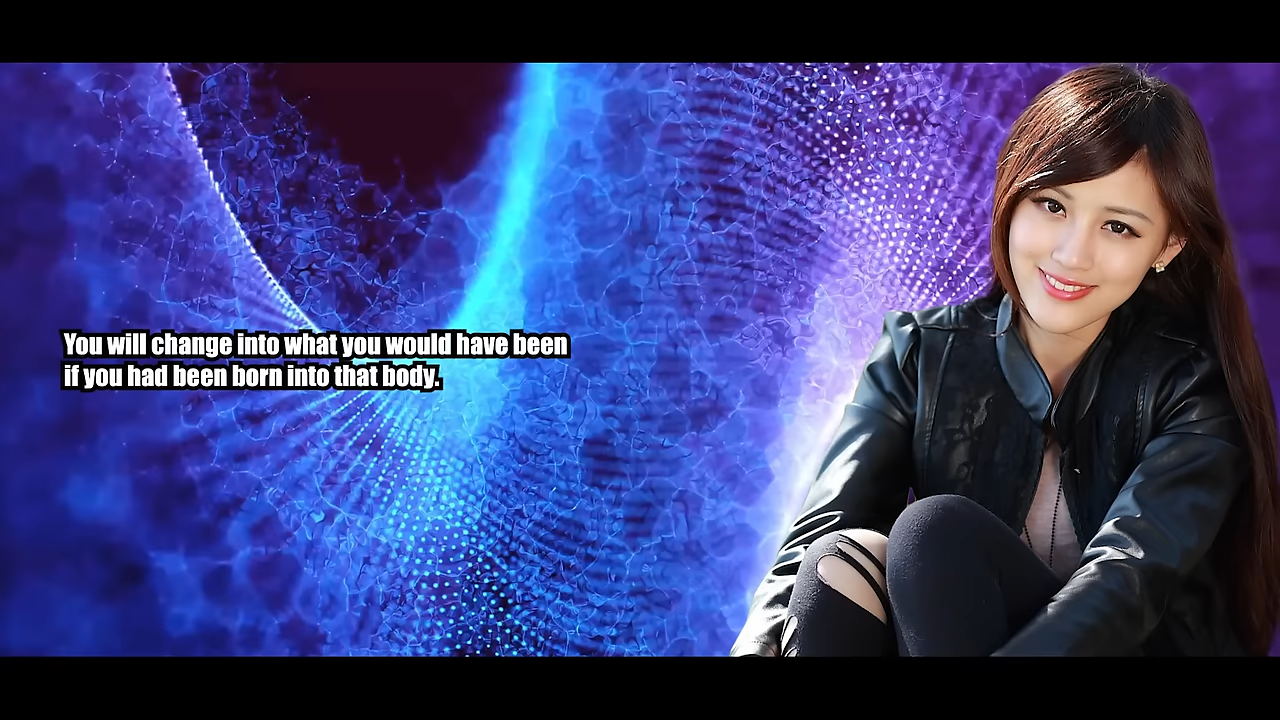 You will change into what you would have been
if you had been born into that body.